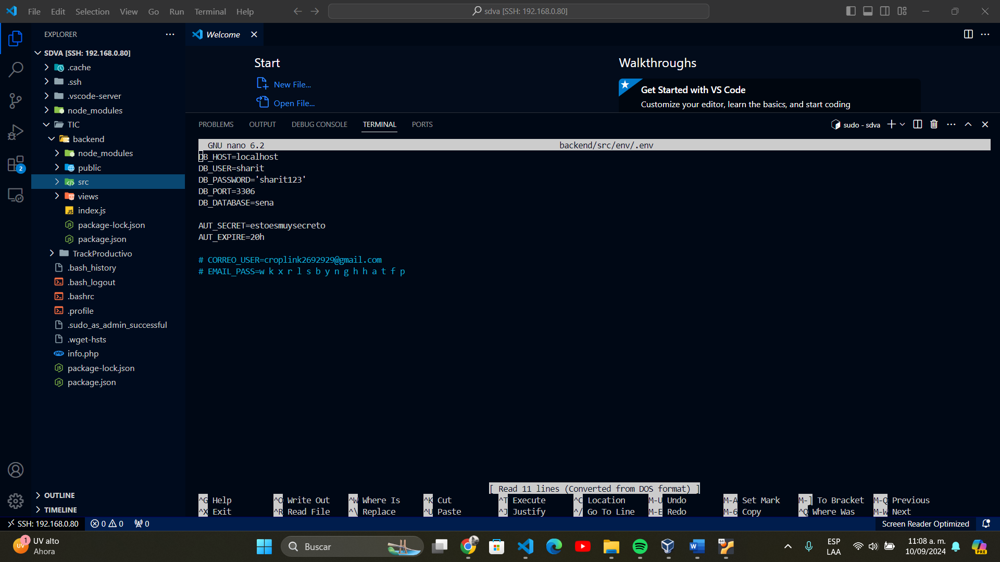 File Edit Selection View Go Run Terminal Help
sdva [SSH: 192.168.0.80]
EXPLORER
SDVA [SSH: 192.168.0.80]
.cache
.ssh
.vscode-server
node_modules
TIC
backend
node_modules
public
src
views
index.js
package-lock.json
package.json
TrackProductivo
.bash_history
.bash_logout
.bashrc
.profile
.sudo_as_admin_successful
.wget-hsts
info.php
package-lock.json
package.json
OUTLINE
TIMELINE
2
Welcome
Start
New File...
Open File...
Walkthroughs
Get Started with VS Code
Customize your editor, learn the basics, and start coding
PROBLEMS OUTPUT DEBUG CONSOLE TERMINAL PORTS
sudo - sdva
GNU nano 6.2 backend/src/env/.env
DB_HOST=localhost
DB_USER=sharit
DB_PASSWORD='sharit123'
DB_PORT=3306
DB_DATABASE=sena
AUT_SECRET=estoesmuysecreto
AUT_EXPIRE=20h
# CORREO_USER=croplink2692929@gmail.com
# EMAIL_PASS=w k x r l s b y n g h h a t f p
[ Read 11 lines (Converted from DOS format) ]
^G Help ^O Write Out ^W Where Is ^K Cut ^T Execute ^C Location M-U Undo M-A Set Mark M-] To Bracket M-Q Previous
^X Exit ^R Read File ^\ Replace ^U Paste ^J Justify ^/ Go To Line M-E Redo M-6 Copy ^Q Where Was M-W Next
SSH: 192.168.0.80 0 0 0 Screen Reader Optimized
UV 1
UV alto
Ahora
Buscar
64
ESP
LAA
11:08 a. m.
10/09/2024
PRE